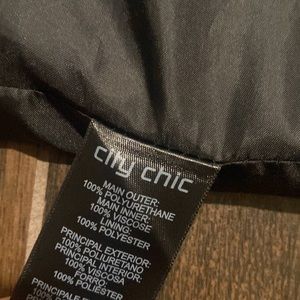 city chic
MAIN OUTER:
100% POLYURETHANE
MAIN INNER:
100% VISCOSE
LINING:
100% POLYESTER
PRINCIPAL EXTERIOR:
100% POLIURETANO
PRINCIPAL INTERIOR:
100% VISCOSA
FORRO:
100% POLIESTER